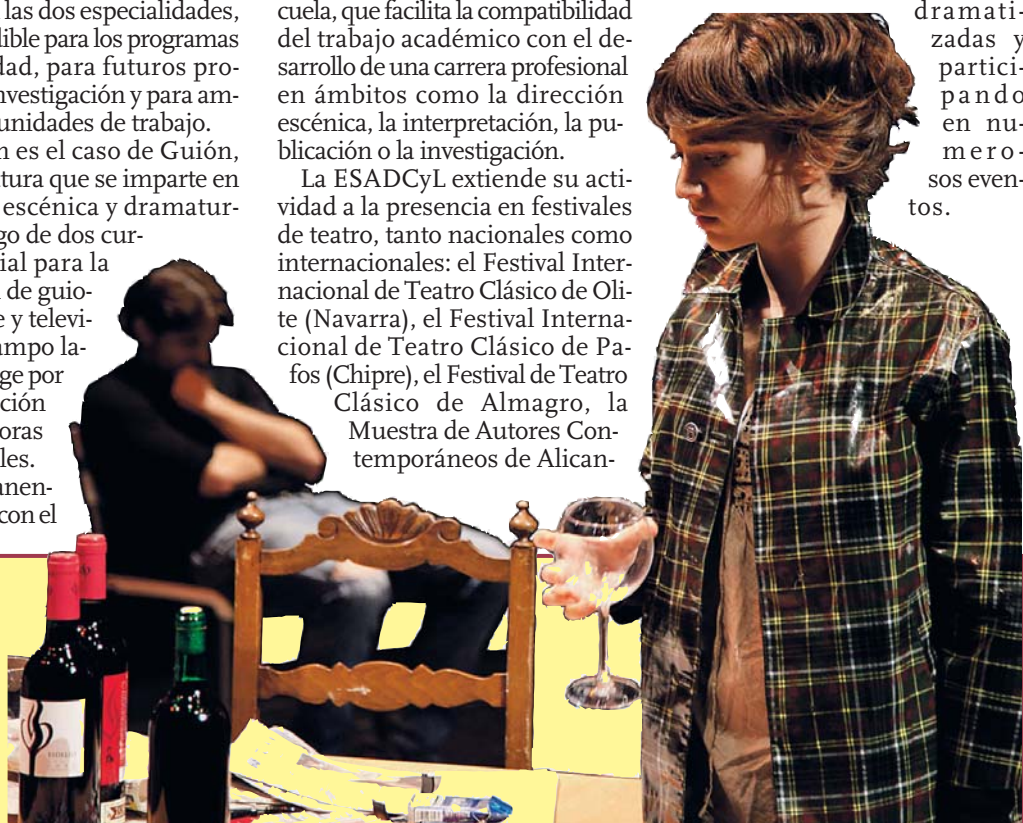 las dos especialidades,
dible para los programas
dad, para futuros pro-
nvestigación y para am-
unidades de trabajo.
n es el caso de Guión,
tura que se imparte en
escénica y dramatur-
go de dos cur-
ial para la
de guio-
e y televi-
ampo la-
ge por
ción
oras
les.
anen-
con el
cuela, que facilita la compatibilidad
del trabajo académico con el de-
sarrollo de una carrera profesional
en ámbitos como la dirección
escénica, la interpretación, la pu-
blicación o la investigación.
La ESADCyL extiende su acti-
vidad a la presencia en festivales
de teatro, tanto nacionales como
internacionales: el Festival Inter-
nacional de Teatro Clásico de Oli-
te (Navarra), el Festival Interna-
cional de Teatro Clásico de Pa-
fos (Chipre), el Festival de Teatro
Clásico de Almagro, la
Muestra de Autores Con-
temporáneos de Alican-
dramati-
zadas y
partici-
pando
en nu-
mero-
sos even-
tos.